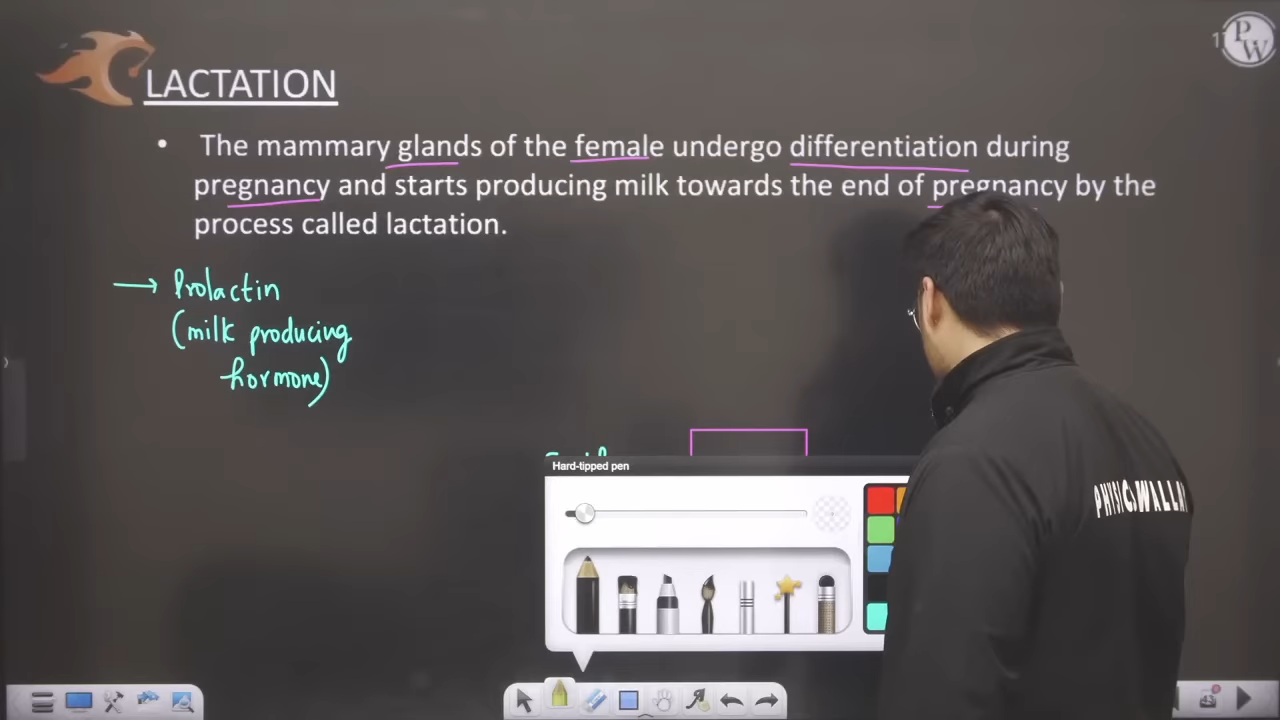 LACTATION
• The mammary glands of the female undergo differentiation during
pregnancy and starts producing milk towards the end of pregnancy by the
process called lactation.
→ Prolactin
(milk producing
hormone)
Hard-tipped pen
PW